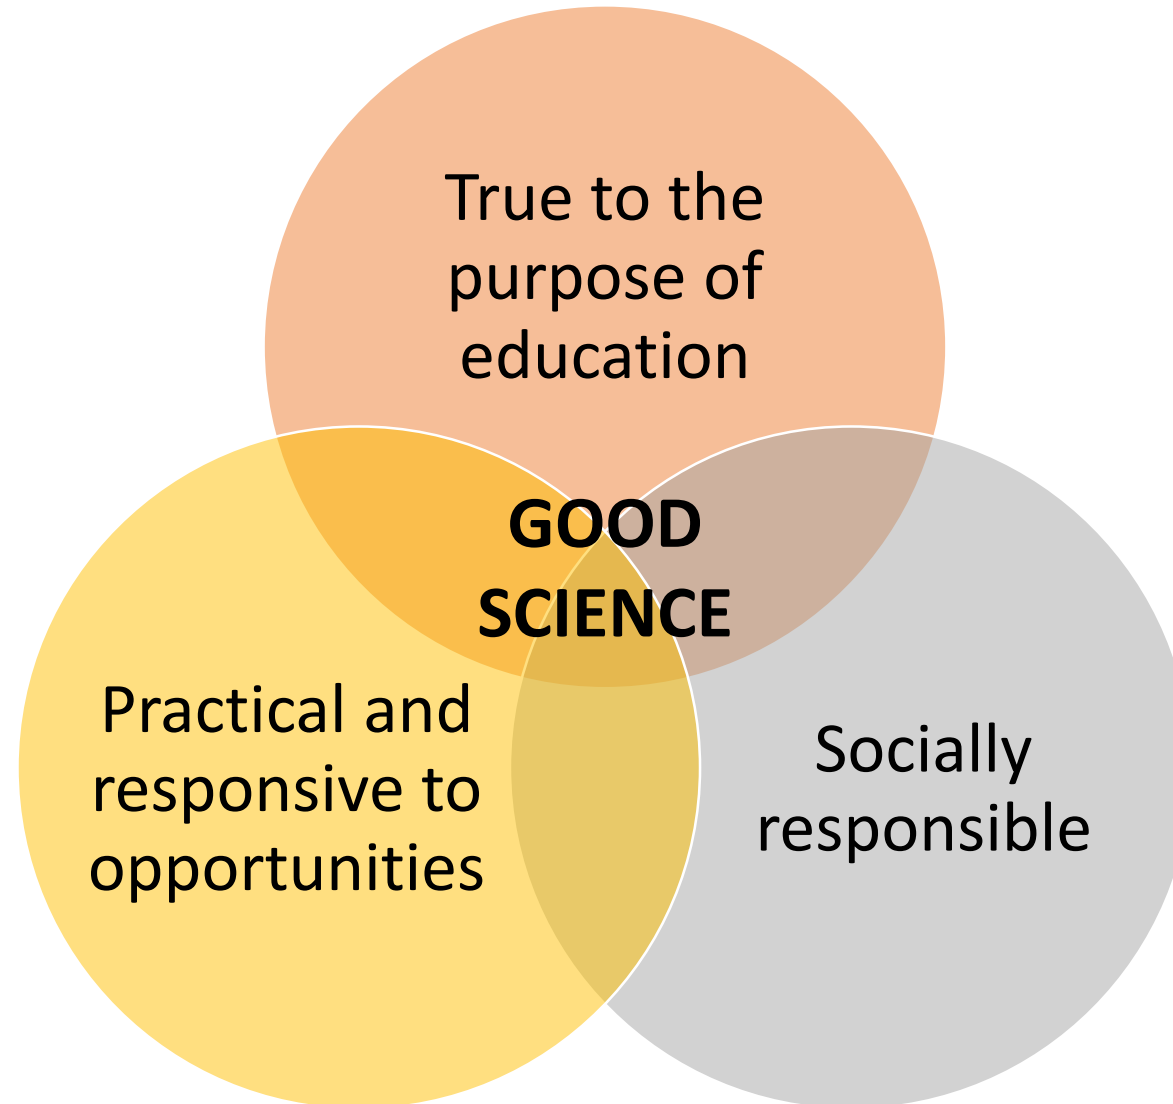 True to the
purpose of
education
GOOD
SCIENCE
Practical and
responsive to
opportunities
Socially
responsible